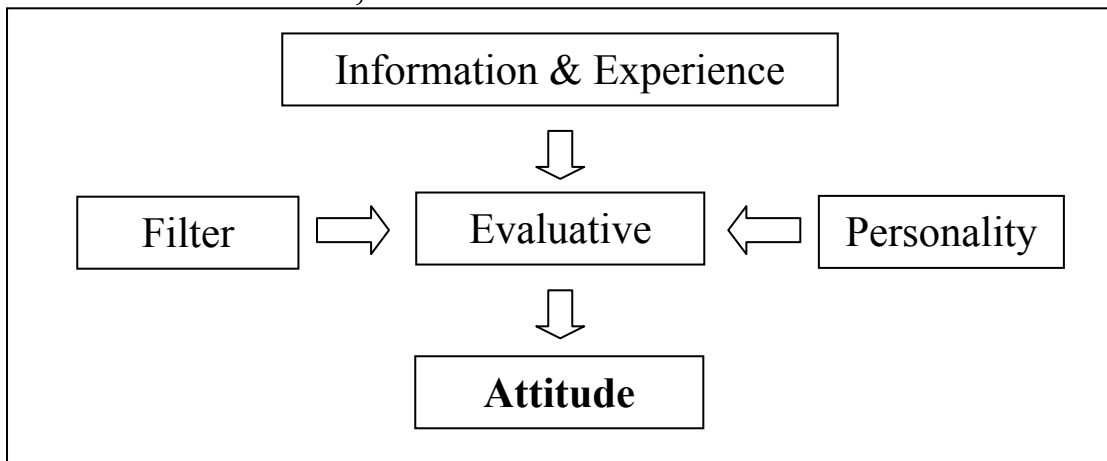 Information & Experience
Filter
Evaluative
Personality
Attitude